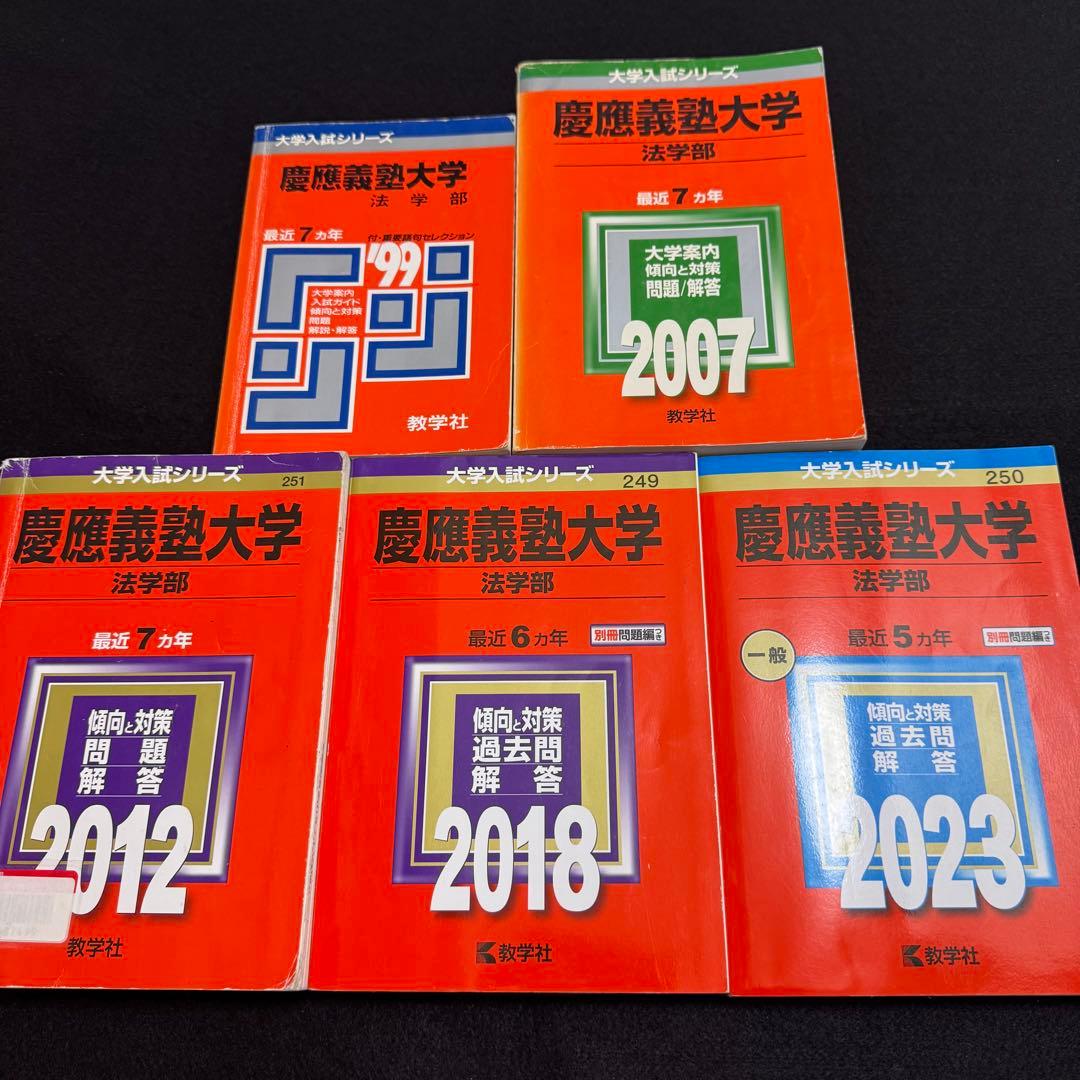 大学入試シリーズ
慶應義塾大学
法学部
最近7ヵ年
付・重要語句セレクション
'99
大学案内
入試ガイド
傾向と対策
問題
解説・解答
教学社
大学入試シリーズ
慶應義塾大学
法学部
最近7ヵ年
大学案内
傾向と対策
問題/解答
2007
教学社
大学入試シリーズ
251
慶應義塾大学
法学部
最近7ヵ年
傾向と対策
問題
解答
2012
教学社
大学入試シリーズ
249
慶應義塾大学
法学部
最近6ヵ年
別冊問題編つき
傾向と対策
過去問
解答
2018
教学社
大学入試シリーズ
250
慶應義塾大学
法学部
一般
最近5ヵ年
別冊問題編つき
傾向と対策
過去問
解答
2023
教学社